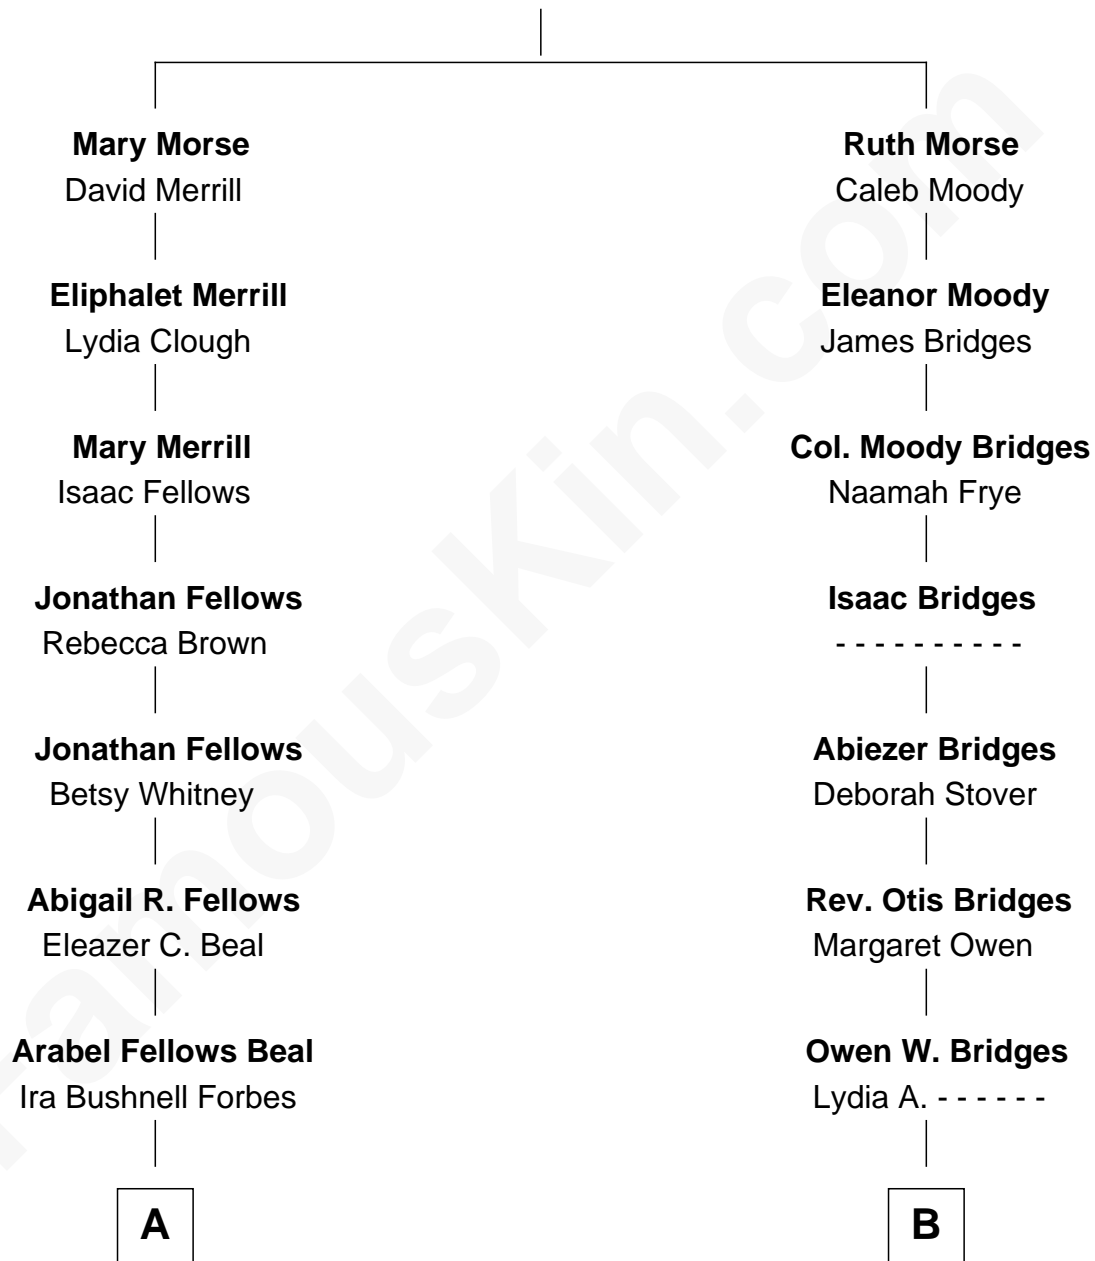 Mary Morse
David Merrill
Eliphalet Merrill
Lydia Clough
Mary Merrill
Isaac Fellows
Jonathan Fellows
Rebecca Brown
Jonathan Fellows
Betsy Whitney
Abigail R. Fellows
Eleazer C. Beal
Arabel Fellows Beal
Ira Bushnell Forbes
A
Ruth Morse
Caleb Moody
Eleanor Moody
James Bridges
Col. Moody Bridges
Naamah Frye
Isaac Bridges
- - - - - - - - - -
Abiezer Bridges
Deborah Stover
Rev. Otis Bridges
Margaret Owen
Owen W. Bridges
Lydia A. - - - - - -
B
FamousKin.com